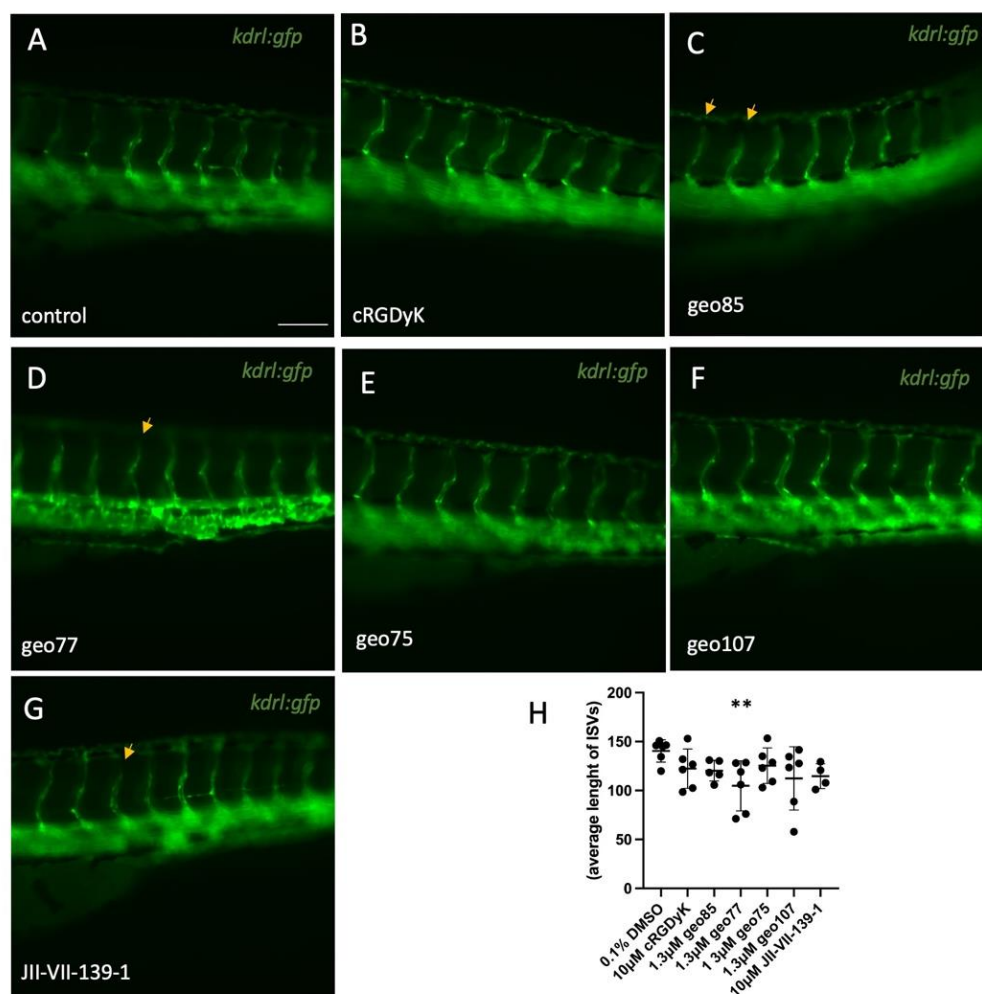 A
kdrl:gfp
control
B
cRGDyK
C
kdrl:gfp
geo85
D
kdrl:gfp
geo77
E
kdrl:gfp
geo75
F
kdrl:gfp
geo107
G
kdrl:gfp
JII-VII-139-1
H
**
(average lenght of ISVs)
200
150
100
50
0
0.1% DMSO
10μM cRGDyK
1.3μM geo85
1.3μM geo77
1 3μM geo75
1.3μM geo107
10μM JII-VII-139-1